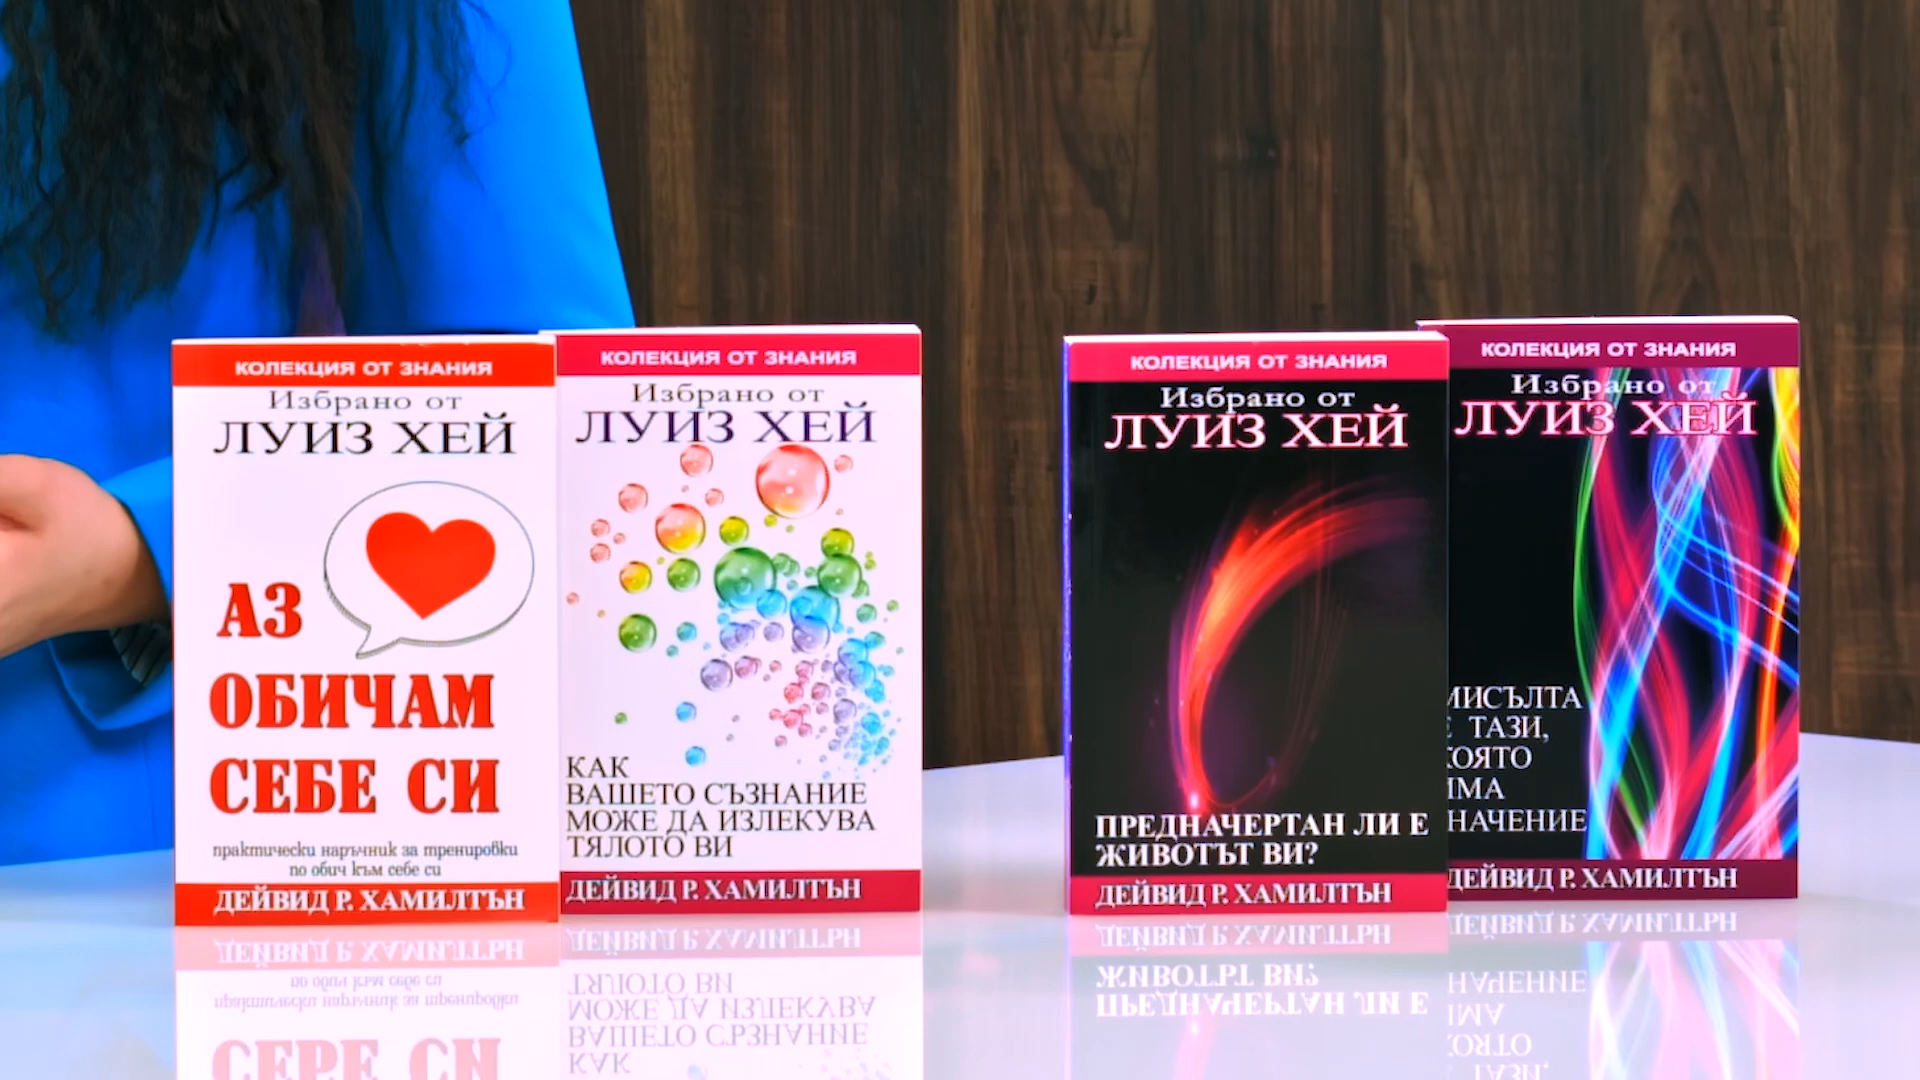 КОЛЕКЦИЯ ОТ ЗНАНИЯ
Избрано от
ЛУИЗ ХЕЙ
АЗ
ОБИЧАМ
СЕБЕ СИ
практически наръчник за тренировки
по обич към себе си
ДЕЙВИД Р. ХАМИЛТЪН
КОЛЕКЦИЯ ОТ ЗНАНИЯ
Избрано от
ЛУИЗ ХЕЙ
КАК
ВАШЕТО СЪЗНАНИЕ
МОЖЕ ДА ИЗЛЕКУВА
ТЯЛОТО ВИ
ДЕЙВИД Р. ХАМИЛТЪН
КОЛЕКЦИЯ ОТ ЗНАНИЯ
Избрано от
ЛУИЗ ХЕЙ
ПРЕДНАЧЕРТАН ЛИ Е
ЖИВОТЪТ ВИ?
ДЕЙВИД Р. ХАМИЛТЪН
КОЛЕКЦИЯ ОТ ЗНАНИЯ
Избрано от
ЛУИЗ ХЕЙ
МИСЪЛТА
Е ТАЗИ,
КОЯТО
ИМА
ЗНАЧЕНИЕ
ДЕЙВИД Р. ХАМИЛТЪН